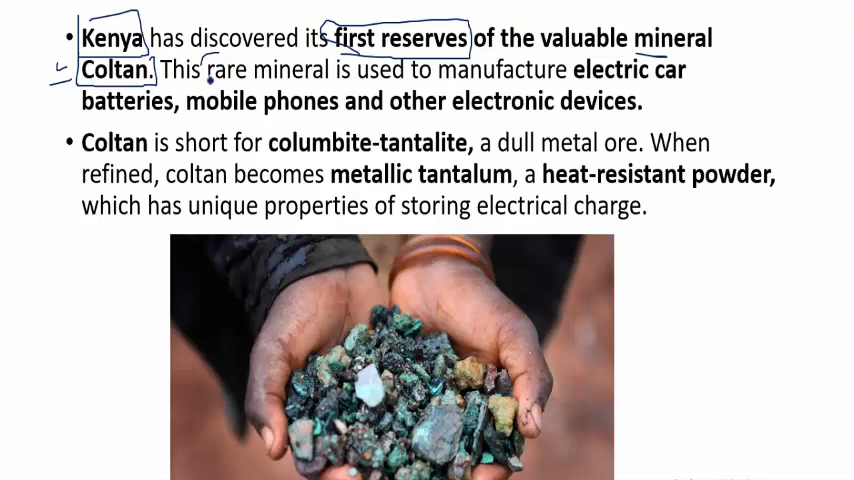 • Kenya has discovered its first reserves of the valuable mineral
Coltan. This rare mineral is used to manufacture electric car
batteries, mobile phones and other electronic devices.
• Coltan is short for columbite-tantalite, a dull metal ore. When
refined, coltan becomes metallic tantalum, a heat-resistant powder,
which has unique properties of storing electrical charge.